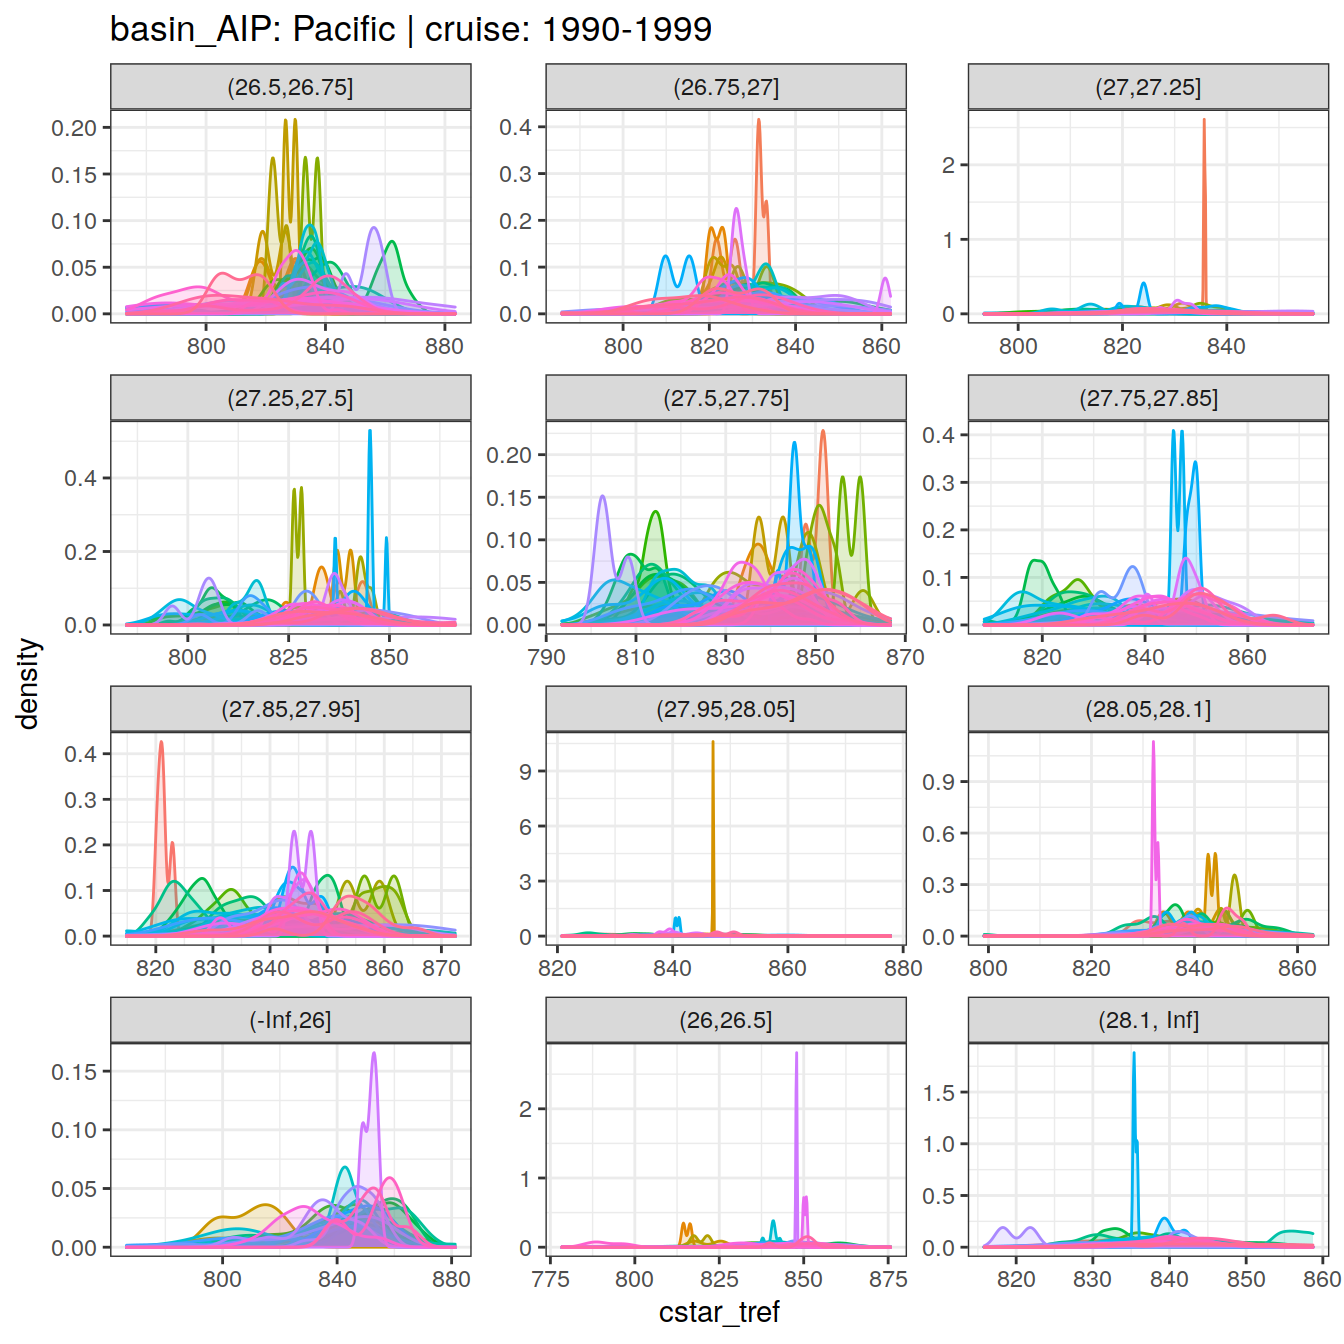 basin_AIP: Pacific | cruise: 1990-1999
(26.5,26.75] (26.75,27] (27,27.25]
0.20 0.15 0.10 0.05 0.00
0.4 0.3 0.2 0.1 0.0
2 1 0
800 840 880
800 820 840 860
800 820 840
(27.25,27.5] (27.5,27.75] (27.75,27.85]
0.4 0.2 0.0
0.20 0.15 0.10 0.05 0.00
0.4 0.3 0.2 0.1 0.0
800 825 850
790 810 830 850 870
820 840 860
density
(27.85,27.95] (27.95,28.05] (28.05,28.1]
0.4 0.3 0.2 0.1 0.0
9 6 3 0
0.9 0.6 0.3 0.0
820 830 840 850 860 870
820 840 860 880
800 820 840 860
(-Inf,26] (26,26.5] (28.1, Inf]
0.15 0.10 0.05 0.00
2 1 0
1.5 1.0 0.5 0.0
800 840 880
775 800 825 850 875
820 830 840 850 860
cstar_tref